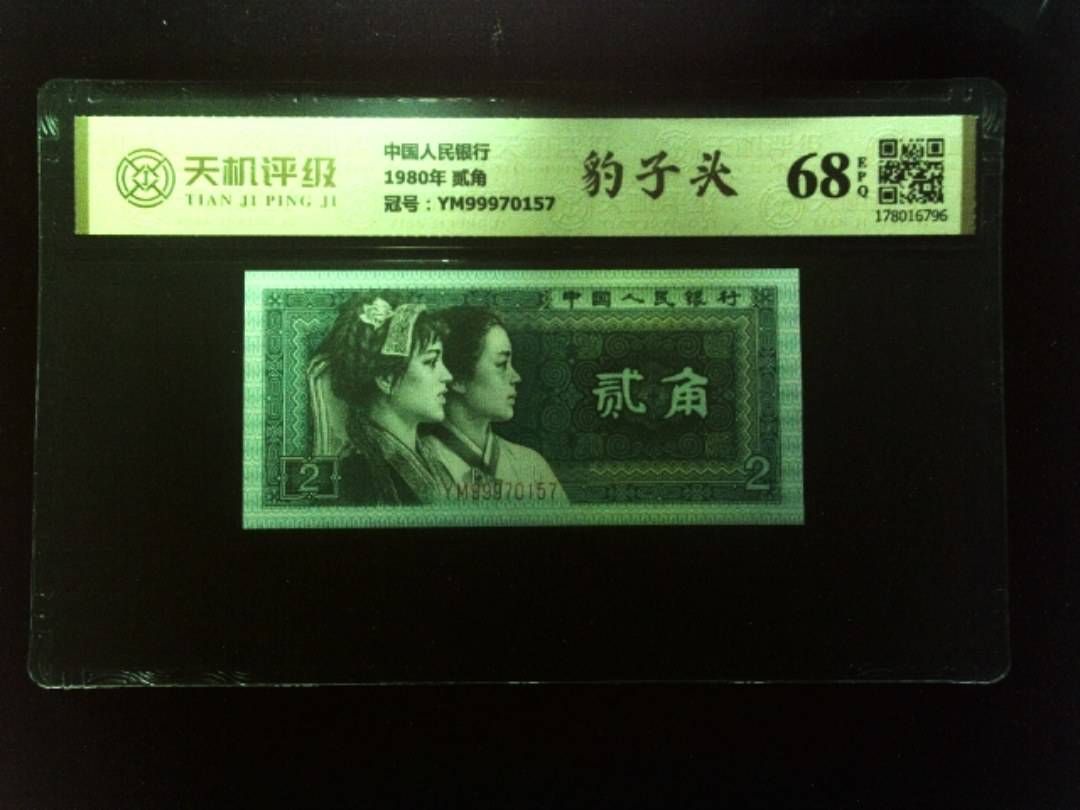 天机评级
TIAN JI PING JI
中国人民银行
1980年 贰角
冠号：YM99970157
豹子头
68
EPQ
178016796
中国人民银行
贰角
2
2
YM99970157